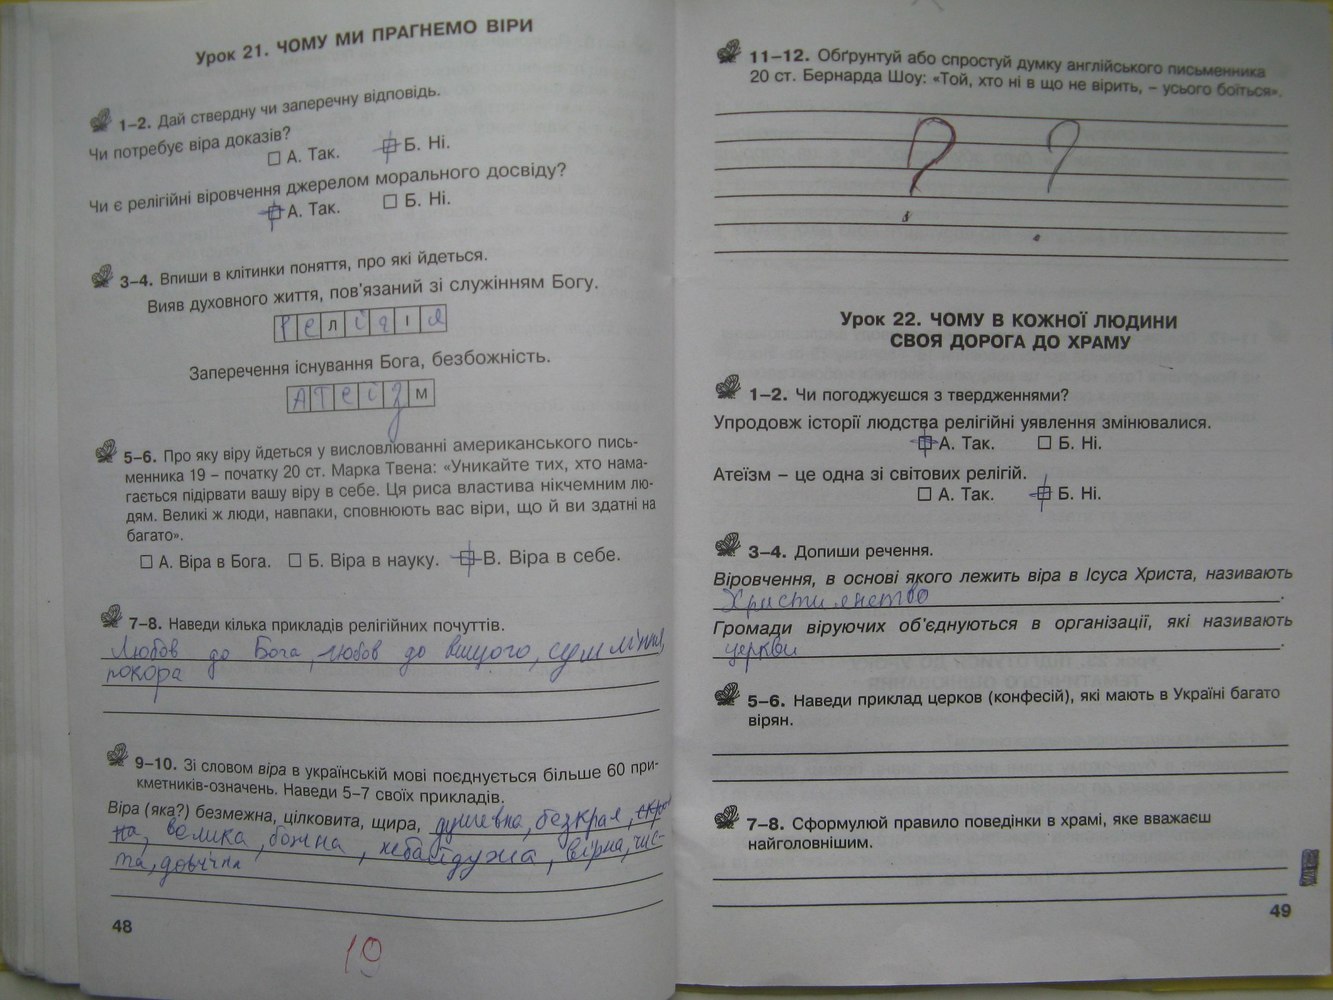 Урок 21. ЧОМУ МИ ПРАГНЕМО ВІРИ
1–2. Дай ствердну чи заперечну відповідь.
Чи потребує віра доказів?
А. Так. Б. Ні.
Чи є релігійні віровчення джерелом морального досвіду?
А. Так. Б. Ні.
3–4. Впиши в клітинки поняття, про які йдеться.
Вияв духовного життя, пов'язаний зі служінням Богу.
релігія
Заперечення існування Бога, безбожність.
Атеїзм
5–6. Про яку віру йдеться у висловлюванні американського пись-
менника 19 – початку 20 ст. Марка Твена: «Уникайте тих, хто нама-
гається підірвати вашу віру в себе. Ця риса властива нікчемним лю-
дям. Великі ж люди, навпаки, сповнюють вас віри, що й ви здатні на
багато».
А. Віра в Бога. Б. Віра в науку. В. Віра в себе.
7–8. Наведи кілька прикладів релігійних почуттів.
Любов до Бога, любов до
покора
9–10. Зі словом віра в українській мові поєднується більше 60 при-
кметників-означень. Наведи 5–7 своїх прикладів.
Віра (яка?) безмежна, цілковита, щира, душевна, безкрая,
на, велика, божна, небайдужа, вірна, чис-
та, довічна
48
10
11–12. Обґрунтуй або спростуй думку англійського письменника
20 ст. Бернарда Шоу: «Той, хто ні в що не вірить, – усього боїться».
? ?
Урок 22. ЧОМУ В КОЖНОЇ ЛЮДИНИ
СВОЯ ДОРОГА ДО ХРАМУ
1–2. Чи погоджуєшся з твердженнями?
Упродовж історії людства релігійні уявлення змінювалися.
А. Так. Б. Ні.
Атеїзм – це одна зі світових релігій.
А. Так. Б. Ні.
3–4. Допиши речення.
Віровчення, в основі якого лежить віра в Ісуса Христа, називають
Християнство.
Громади віруючих об'єднуються в організації, які називають
церкви.
5–6. Наведи приклад церков (конфесій), які мають в Україні багато
вірян.
7–8. Сформулюй правило поведінки в храмі, яке вважаєш
найголовнішим.
49